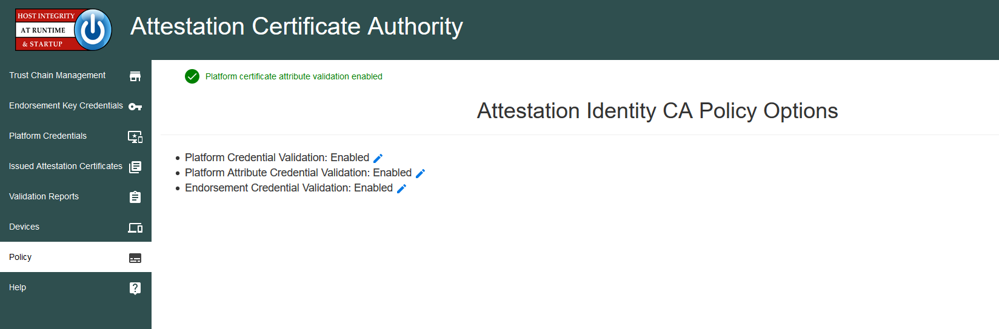 HOST INTEGRITY
AT RUNTIME
& STARTUP
Attestation Certificate Authority
Trust Chain Management
Endorsement Key Credentials
Platform Credentials
Issued Attestation Certificates
Validation Reports
Devices
Policy
Help
Platform certificate attribute validation enabled
Attestation Identity CA Policy Options
Platform Credential Validation: Enabled
Platform Attribute Credential Validation: Enabled
Endorsement Credential Validation: Enabled